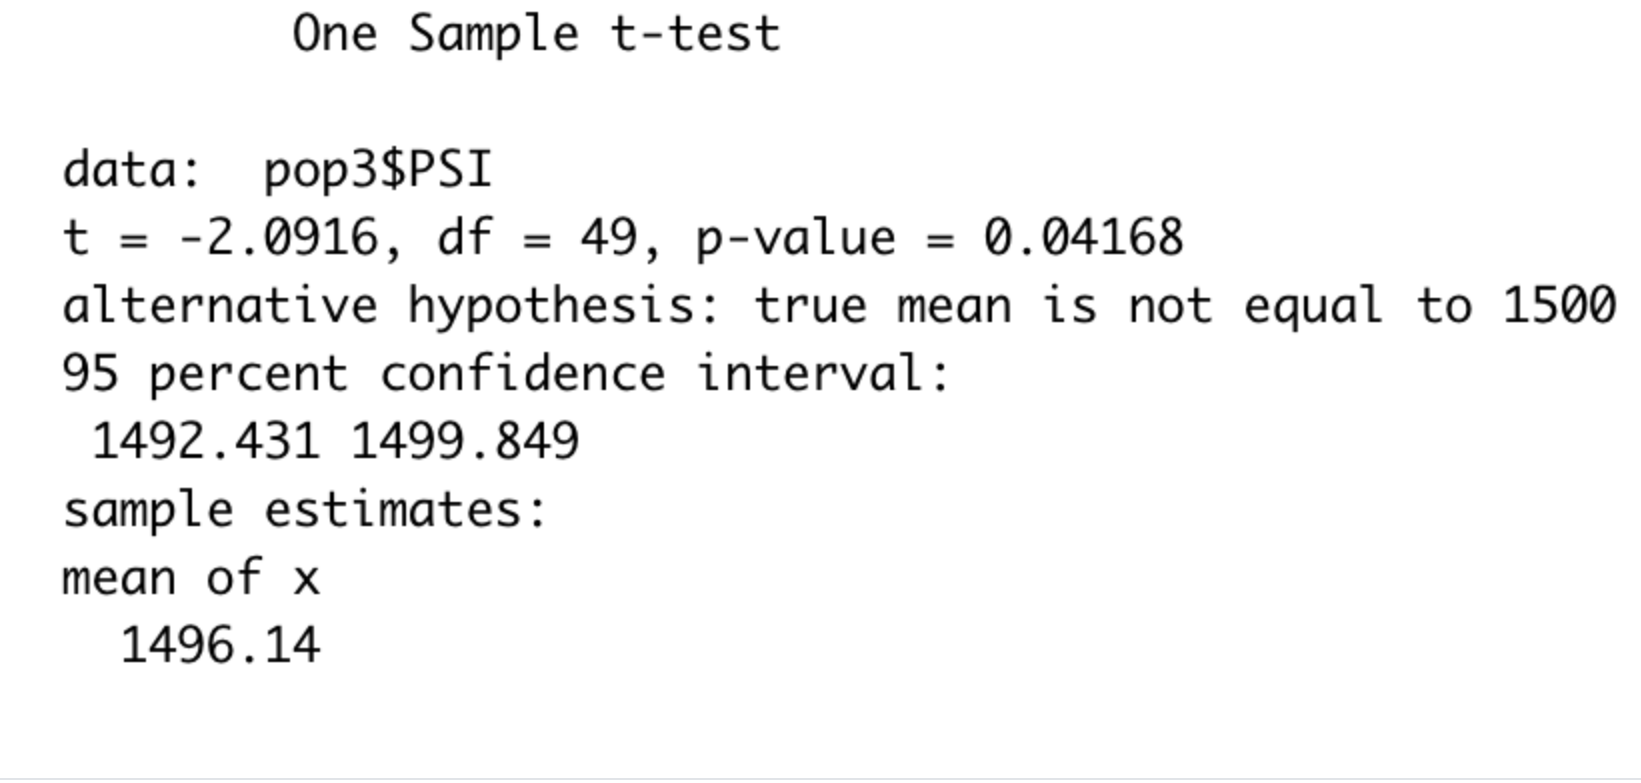 One Sample t-test
data:  pop3$PSI
t = -2.0916, df = 49, p-value = 0.04168
alternative hypothesis: true mean is not equal to 1500
95 percent confidence interval:
1492.431 1499.849
sample estimates:
mean of x
1496.14